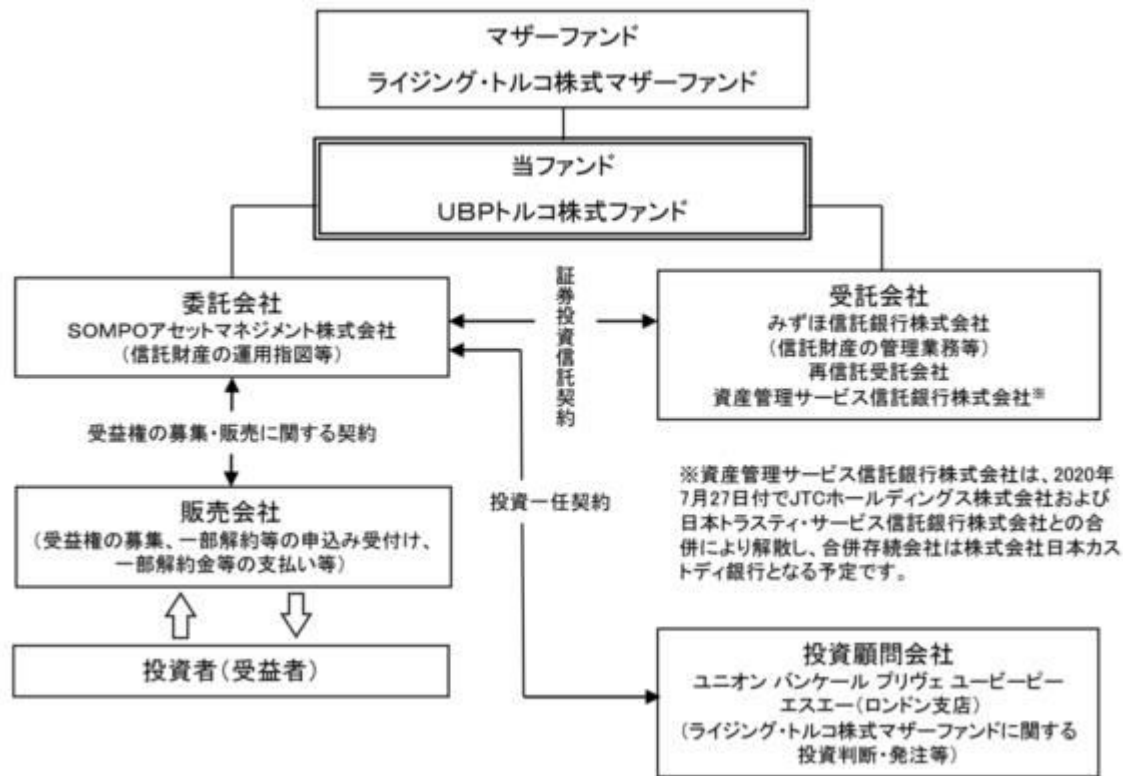 マザーファンド
ライジング・トルコ株式マザーファンド
当ファンド
UBPトルコ株式ファンド
委託会社
SOMPOアセットマネジメント株式会社
(信託財産の運用指図等)
証券投資信託契約
受託会社
みずほ信託銀行株式会社
(信託財産の管理業務等)
再信託受託会社
資産管理サービス信託銀行株式会社※
受益権の募集・販売に関する契約
投資一任契約
販売会社
(受益権の募集、一部解約等の申込み受付け、
一部解約金等の支払い等)
投資者(受益者)
※資産管理サービス信託銀行株式会社は、2020年
7月27日付でJTCホールディングス株式会社および
日本トラスティ・サービス信託銀行株式会社との合
併により解散し、合併存続会社は株式会社日本カス
トディ銀行となる予定です。
投資顧問会社
ユニオン バンケール プリヴェ ユービーピー
エスエー(ロンドン支店)
(ライジング・トルコ株式マザーファンドに関する
投資判断・発注等)